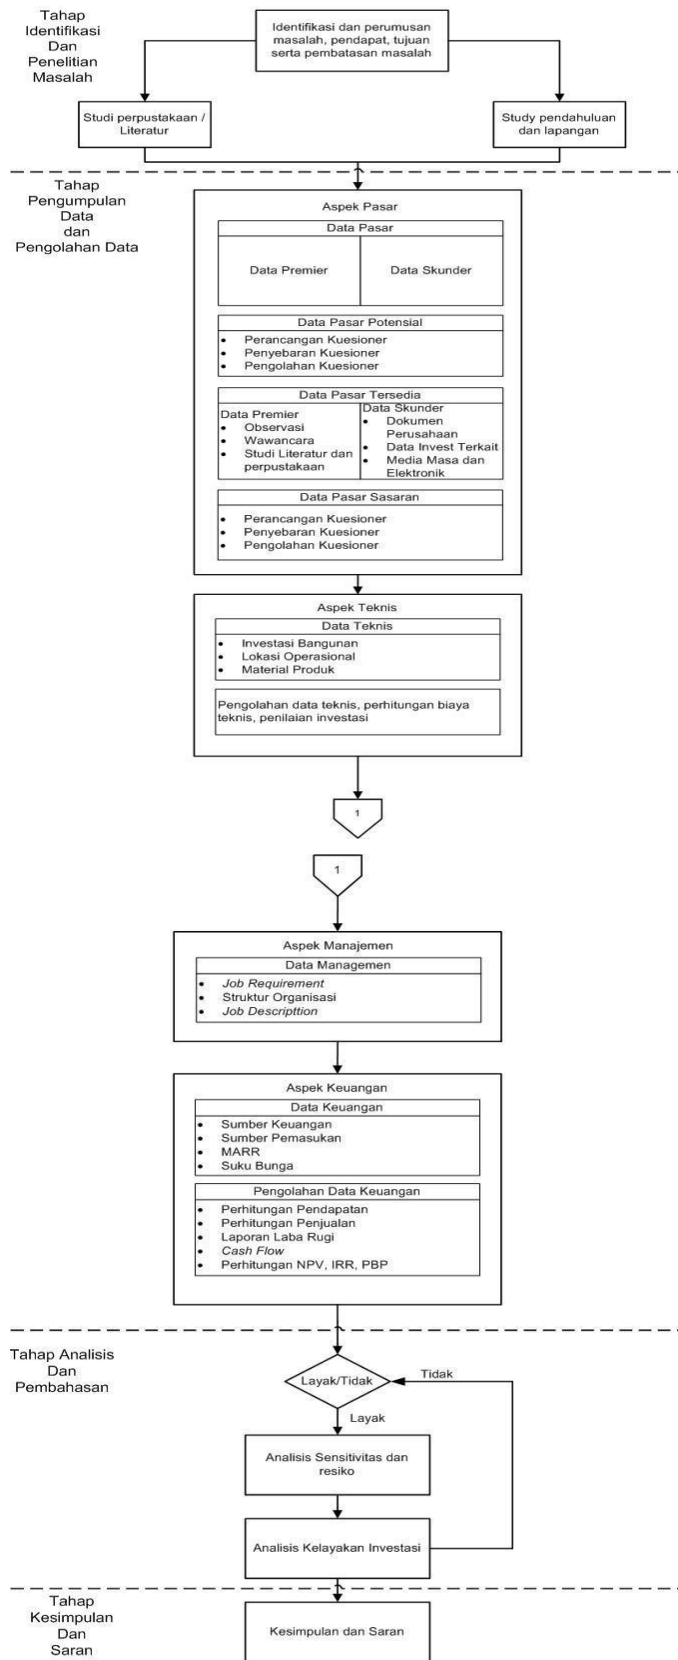 Tahap
Identifikasi
Dan
Penelitian
Masalah
Identifikasi dan perumusan
masalah, pendapat, tujuan
serta pembatasan masalah
Studi perpustakaan /
Literatur
Study pendahuluan
dan lapangan
Tahap
Pengumpulan
Data
dan
Pengolahan Data
Aspek Pasar
Data Pasar
Data Premier
Data Skunder
Data Pasar Potensial
• Perancangan Kuesioner
• Penyebaran Kuesioner
• Pengolahan Kuesioner
Data Pasar Tersedia
Data Premier
• Observasi
• Wawancara
• Studi Literatur dan
perpustakaan
Data Skunder
• Dokumen
Perusahaan
• Data Invest Terkait
• Media Masa dan
Elektronik
Data Pasar Sasaran
• Perancangan Kuesioner
• Penyebaran Kuesioner
• Pengolahan Kuesioner
Aspek Teknis
Data Teknis
• Investasi Bangunan
• Lokasi Operasional
• Material Produk
Pengolahan data teknis, perhitungan biaya
teknis, penilaian investasi
1
1
Aspek Manajemen
Data Managemen
• Job Requirement
• Struktur Organisasi
• Job Descripttion
Aspek Keuangan
Data Keuangan
• Sumber Keuangan
• Sumber Pemasukan
• MARR
• Suku Bunga
Pengolahan Data Keuangan
• Perhitungan Pendapatan
• Perhitungan Penjualan
• Laporan Laba Rugi
• Cash Flow
• Perhitungan NPV, IRR, PBP
Tahap Analisis
Dan
Pembahasan
Layak/Tidak
Tidak
Layak
Analisis Sensitivitas dan
resiko
Analisis Kelayakan Investasi
Tahap
Kesimpulan
Dan
Saran
Kesimpulan dan Saran